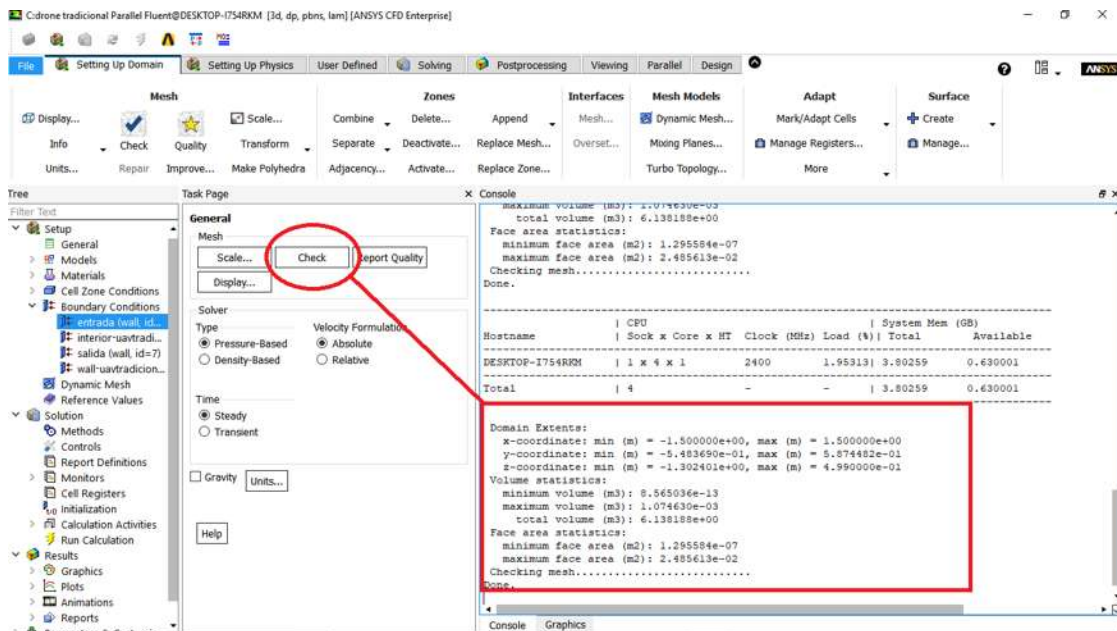 C:drone tradicional Parallel Fluent@DESKTOP-I754RKM [3d, dp, pbns, lam] [ANSYS CFD Enterprise]
File Setting Up Domain Setting Up Physics User Defined Solving Postprocessing Viewing Parallel Design ANSYS
Mesh Zones Interfaces Mesh Models Adapt Surface
Display... Scale... Combine Delete... Append Mesh... Dynamic Mesh... Mark/Adapt Cells Create
Info Check Quality Transform Separate Deactivate... Replace Mesh... Overset... Mixing Planes... Manage Registers... Manage...
Units... Repair Improve... Make Polyhedra Adjacency... Activate... Replace Zone... Turbo Topology... More
Tree
Filter Text
Setup
General
Models
Materials
Cell Zone Conditions
Boundary Conditions
entrada (wall, id...
interior-uavtradi...
salida (wall, id=7)
wall-uavtradicion...
Dynamic Mesh
Reference Values
Solution
Methods
Controls
Report Definitions
Monitors
Cell Registers
Initialization
Calculation Activities
Run Calculation
Results
Graphics
Plots
Animations
Reports
Task Page
General
Mesh
Scale... Check Report Quality
Display...
Solver
Type Velocity Formulation
Pressure-Based Absolute
Density-Based Relative
Time
Steady
Transient
Gravity Units...
Help
Console
maximum volume (m3): 1.074630e-03
total volume (m3): 6.138188e+00
Face area statistics:
minimum face area (m2): 1.295584e-07
maximum face area (m2): 2.485613e-02
Checking mesh...........................
Done.
| CPU | System Mem (GB)
Hostname | Sock x Core x HT Clock (MHz) Load (%)| Total Available
DESKTOP-I754RKM | 1 x 4 x 1 2400 1.95313| 3.80259 0.630001
Total | 4 - - | 3.80259 0.630001
Domain Extents:
x-coordinate: min (m) = -1.500000e+00, max (m) = 1.500000e+00
y-coordinate: min (m) = -5.483690e-01, max (m) = 5.874482e-01
z-coordinate: min (m) = -1.302401e+00, max (m) = 4.990000e-01
Volume statistics:
minimum volume (m3): 8.565036e-13
maximum volume (m3): 1.074630e-03
total volume (m3): 6.138188e+00
Face area statistics:
minimum face area (m2): 1.295584e-07
maximum face area (m2): 2.485613e-02
Checking mesh...........................
Done.
Console Graphics